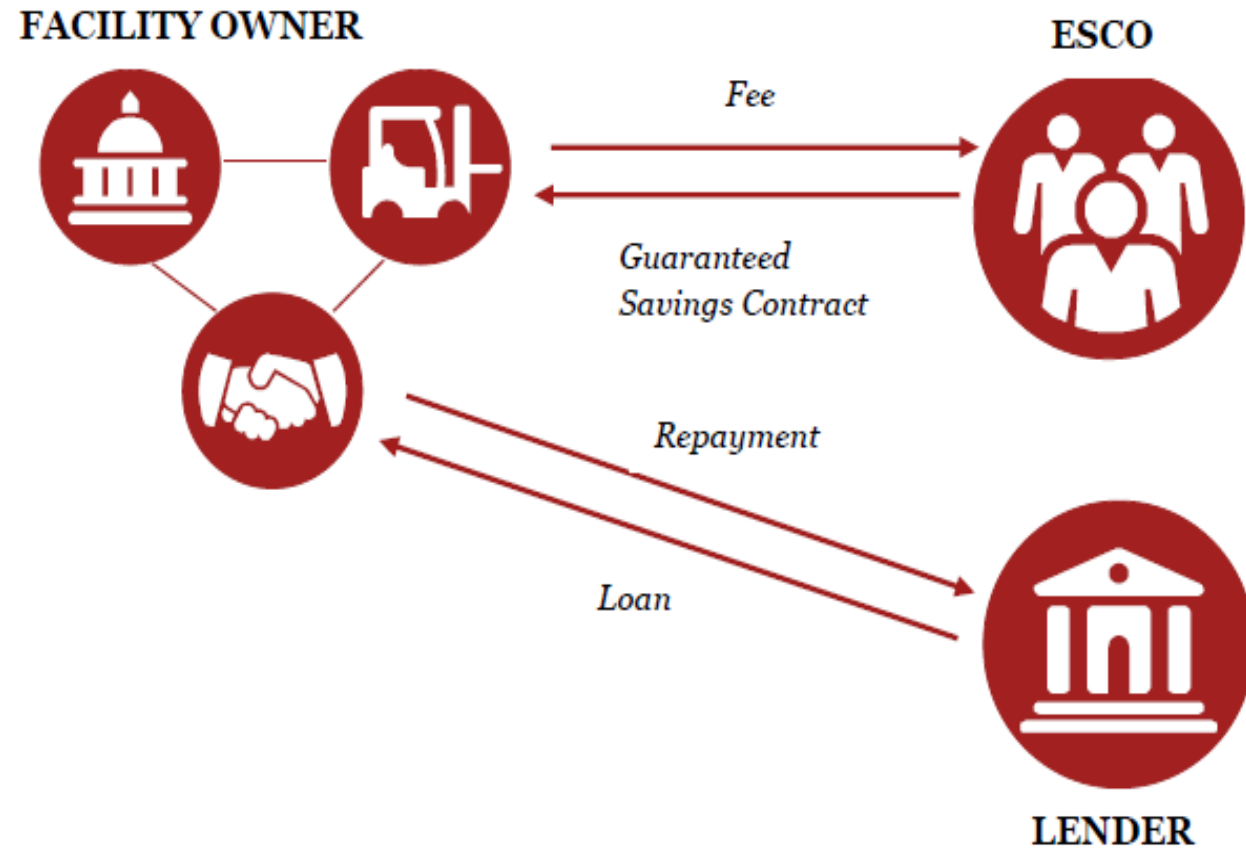 FACILITY OWNER
ESCO
Fee
Guaranteed
Savings Contract
Repayment
Loan
LENDER